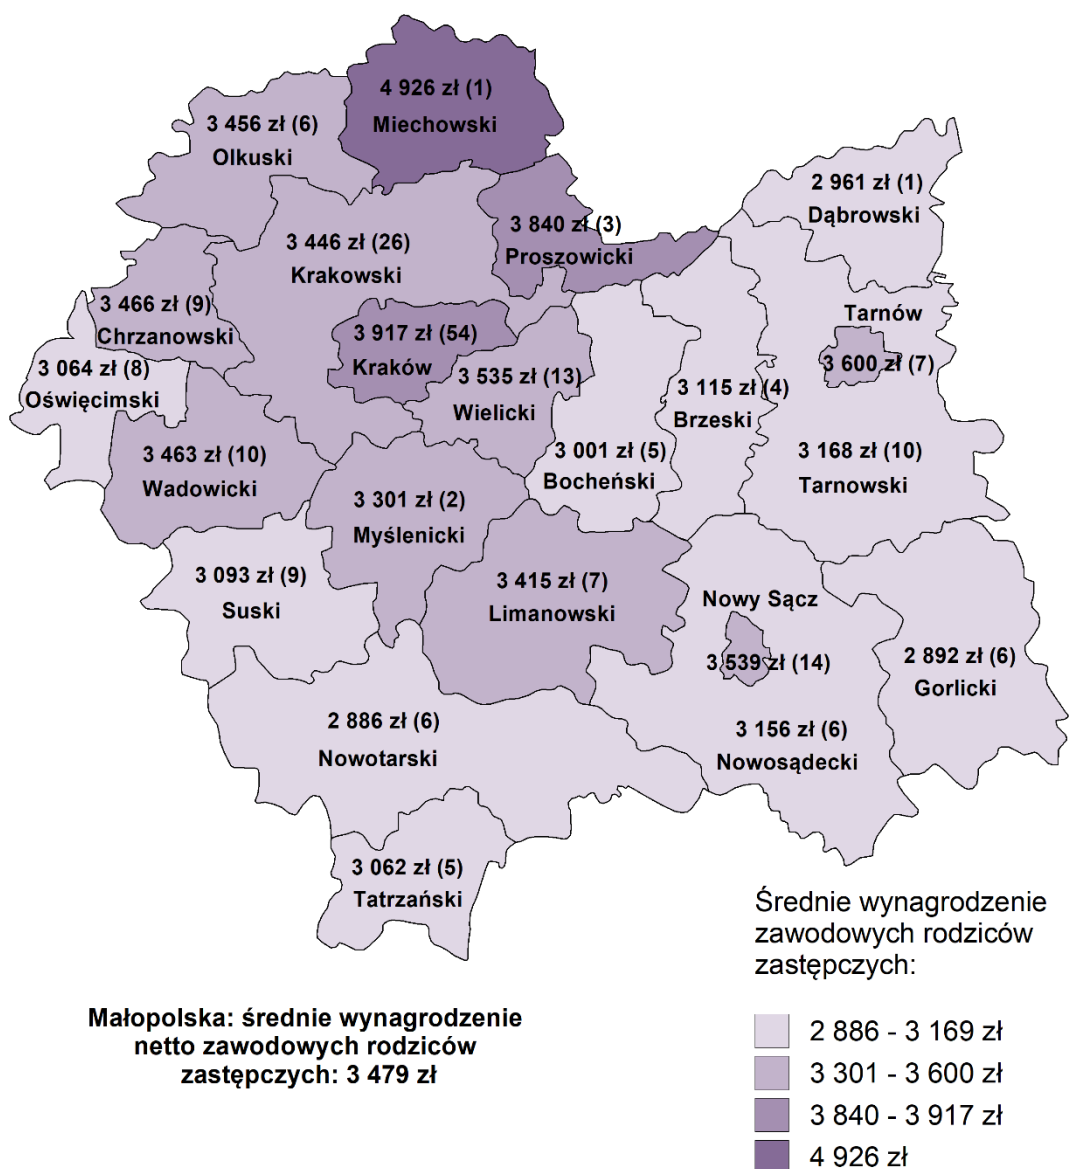 4 926 zł (1)
Miechowski
3 456 zł (6)
Olkuski
2 961 zł (1)
Dąbrowski
3 840 zł (3)
Proszowicki
3 446 zł (26)
Krakowski
3 466 zł (9)
Chrzanowski
Tarnów
3 600 zł (7)
3 917 zł (54)
Kraków
3 064 zł (8)
Oświęcimski
3 535 zł (13)
Wielicki
3 115 zł (4)
Brzeski
3 463 zł (10)
Wadowicki
3 001 zł (5)
Bocheński
3 168 zł (10)
Tarnowski
3 301 zł (2)
Myślenicki
3 093 zł (9)
Suski
3 415 zł (7)
Limanowski
Nowy Sącz
3 539 zł (14)
2 892 zł (6)
Gorlicki
2 886 zł (6)
Nowotarski
3 156 zł (6)
Nowosądecki
3 062 zł (5)
Tatrzański
Średnie wynagrodzenie
zawodowych rodziców
zastępczych:
2 886 - 3 169 zł
3 301 - 3 600 zł
3 840 - 3 917 zł
4 926 zł
Małopolska: średnie wynagrodzenie
netto zawodowych rodziców
zastępczych: 3 479 zł